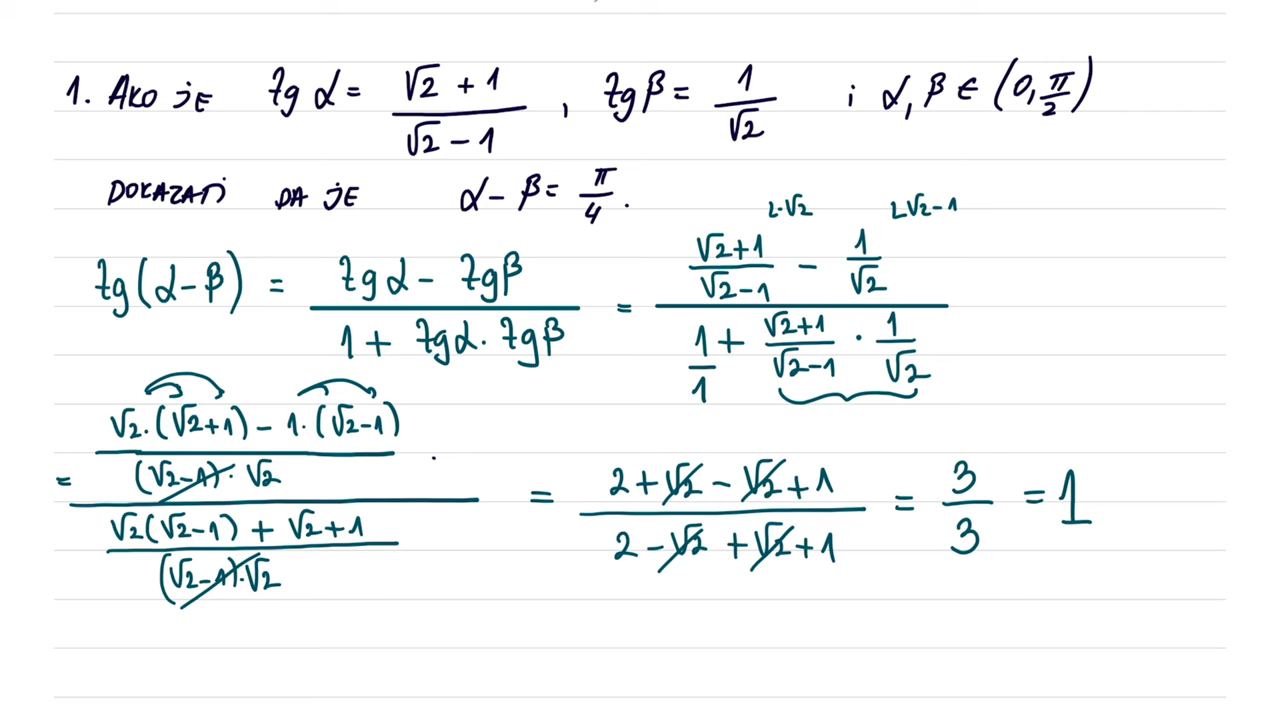 1. AKO JE tg α = (√2 + 1)/(√2 − 1) , tg β = 1/√2 i α, β ∈ (0, π/2)
DOKAZATI DA JE α − β = π/4 .
tg(α − β) = (tg α − tg β)/(1 + tg α · tg β) = ((√2+1)/(√2−1) − 1/√2)/(1/1 + (√2+1)/(√2−1) · 1/√2) L·√2 L√2−1
= ((√2·(√2+1) − 1·(√2−1))/((√2−1)·√2))/((√2(√2−1) + √2+1)/((√2−1)·√2)) = (2+√2 − √2+1)/(2 − √2 + √2+1) = 3/3 = 1